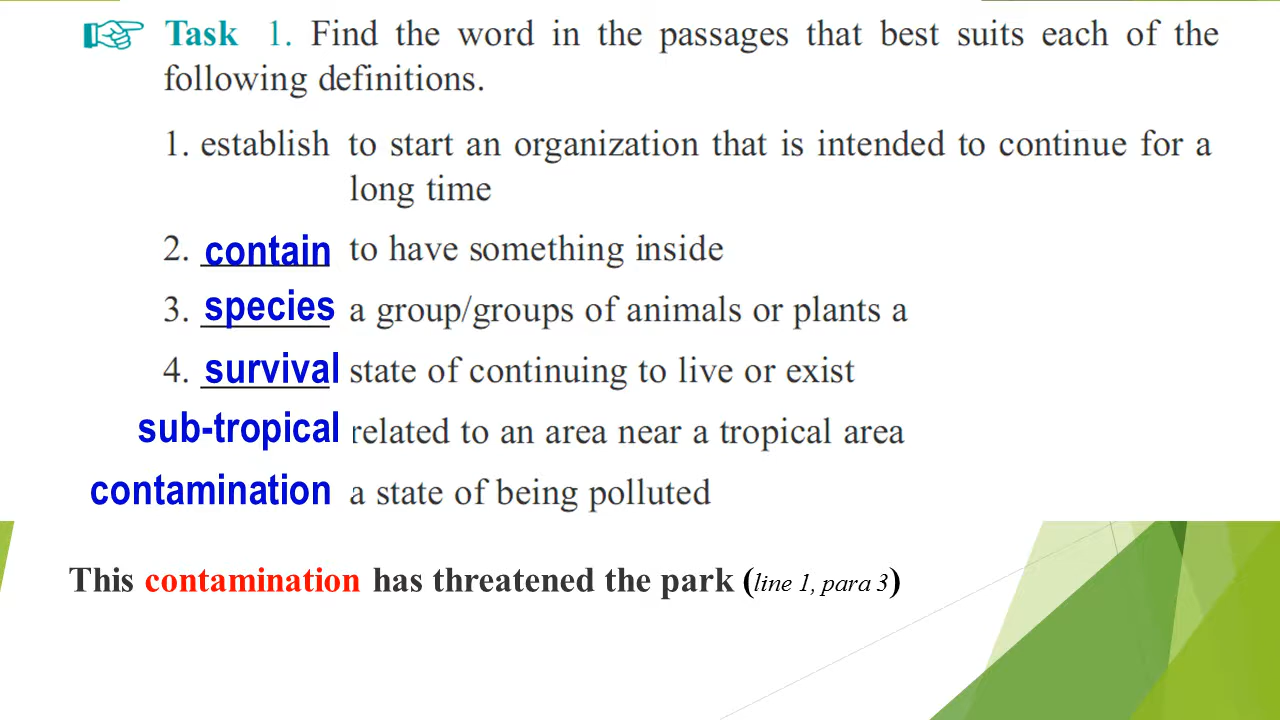 Task 1. Find the word in the passages that best suits each of the
following definitions.
1. establish to start an organization that is intended to continue for a
long time
2. contain to have something inside
3. species a group/groups of animals or plants a
4. survival state of continuing to live or exist
sub-tropical related to an area near a tropical area
contamination a state of being polluted
This contamination has threatened the park (line 1, para 3)